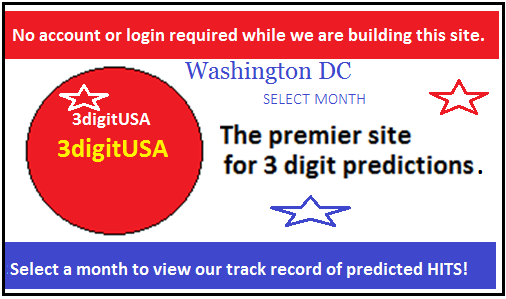 No account or login required while we are building this site.
Washington DC
SELECT MONTH
3digitUSA
3digitUSA
The premier site
for 3 digit predictions.
Select a month to view our track record of predicted HITS!